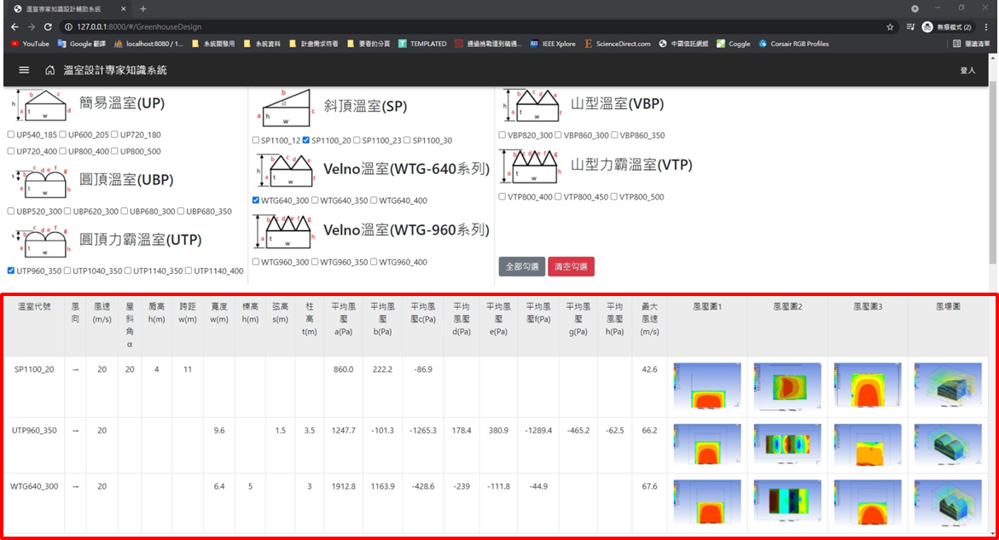 溫室專家知識設計輔助系統
127.0.0.1:8000/#/GreenhouseDesign
無痕模式 (2)
YouTube Google 翻譯 localhost:8080 / 1... 系統開發用 系統資料 計畫需求待看 要看的分頁 TEMPLATED IEEE Xplore ScienceDirect.com 中霸信託網銀 Coggle Corsair RGB Profiles 閱讀清單
溫室設計專家知識系統 登入
簡易溫室(UP)
UP540_185 UP600_205 UP720_180
UP720_400 UP800_400 UP800_500
圓頂溫室(UBP)
UBP520_300 UBP620_300 UBP680_300 UBP680_350
圓頂力霸溫室(UTP)
UTP960_350 UTP1040_350 UTP1140_350 UTP1140_400
斜頂溫室(SP)
SP1100_12 SP1100_20 SP1100_23 SP1100_30
Velno溫室(WTG-640系列)
WTG640_300 WTG640_350 WTG640_400
Velno溫室(WTG-960系列)
WTG960_300 WTG960_350 WTG960_400
山型溫室(VBP)
VBP820_300 VBP860_300 VBP860_350
山型力霸溫室(VTP)
VTP800_400 VTP800_450 VTP800_500
全部勾選 清空勾選
溫室代號 風向 風速(m/s) 屋斜角α 肩高h(m) 跨距w(m) 寬度w(m) 棟高h(m) 弦高s(m) 柱高t(m) 平均風壓a(Pa) 平均風壓b(Pa) 平均風壓c(Pa) 平均風壓d(Pa) 平均風壓e(Pa) 平均風壓f(Pa) 平均風壓g(Pa) 平均風壓h(Pa) 最大風速(m/s) 風壓圖1 風壓圖2 風壓圖3 風場圖
SP1100_20 → 20 20 4 11 860.0 222.2 -86.9 42.6
UTP960_350 → 20 9.6 1.5 3.5 1247.7 -101.3 -1265.3 178.4 380.9 -1289.4 -465.2 -62.5 66.2
WTG640_300 → 20 6.4 5 3 1912.8 1163.9 -428.6 -239 -111.8 -44.9 67.6